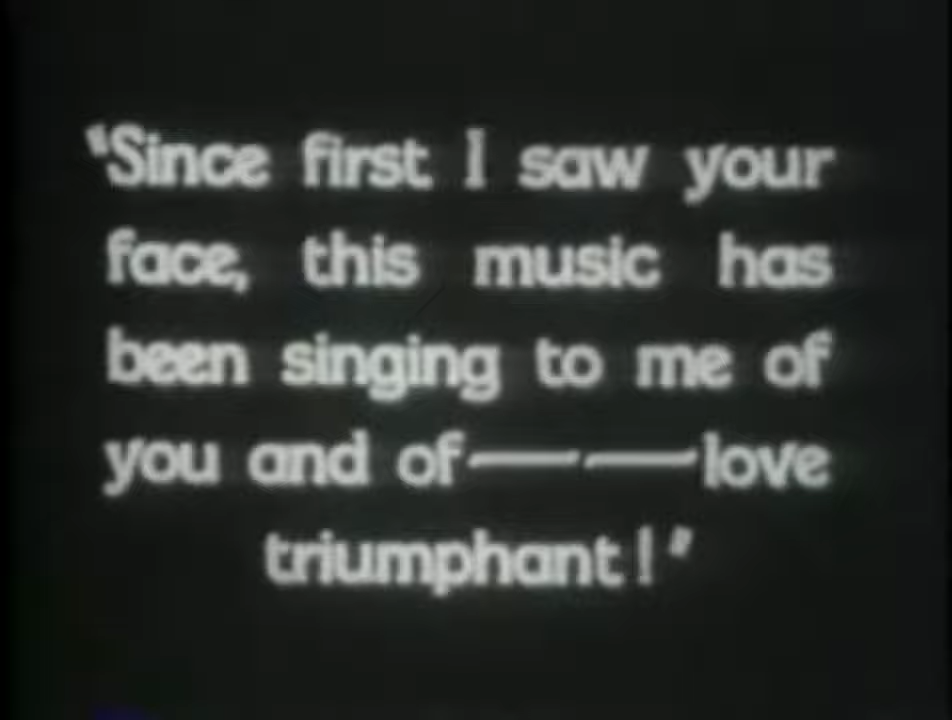 "Since first I saw your
face, this music has
been singing to me of
you and of — — love
triumphant!"